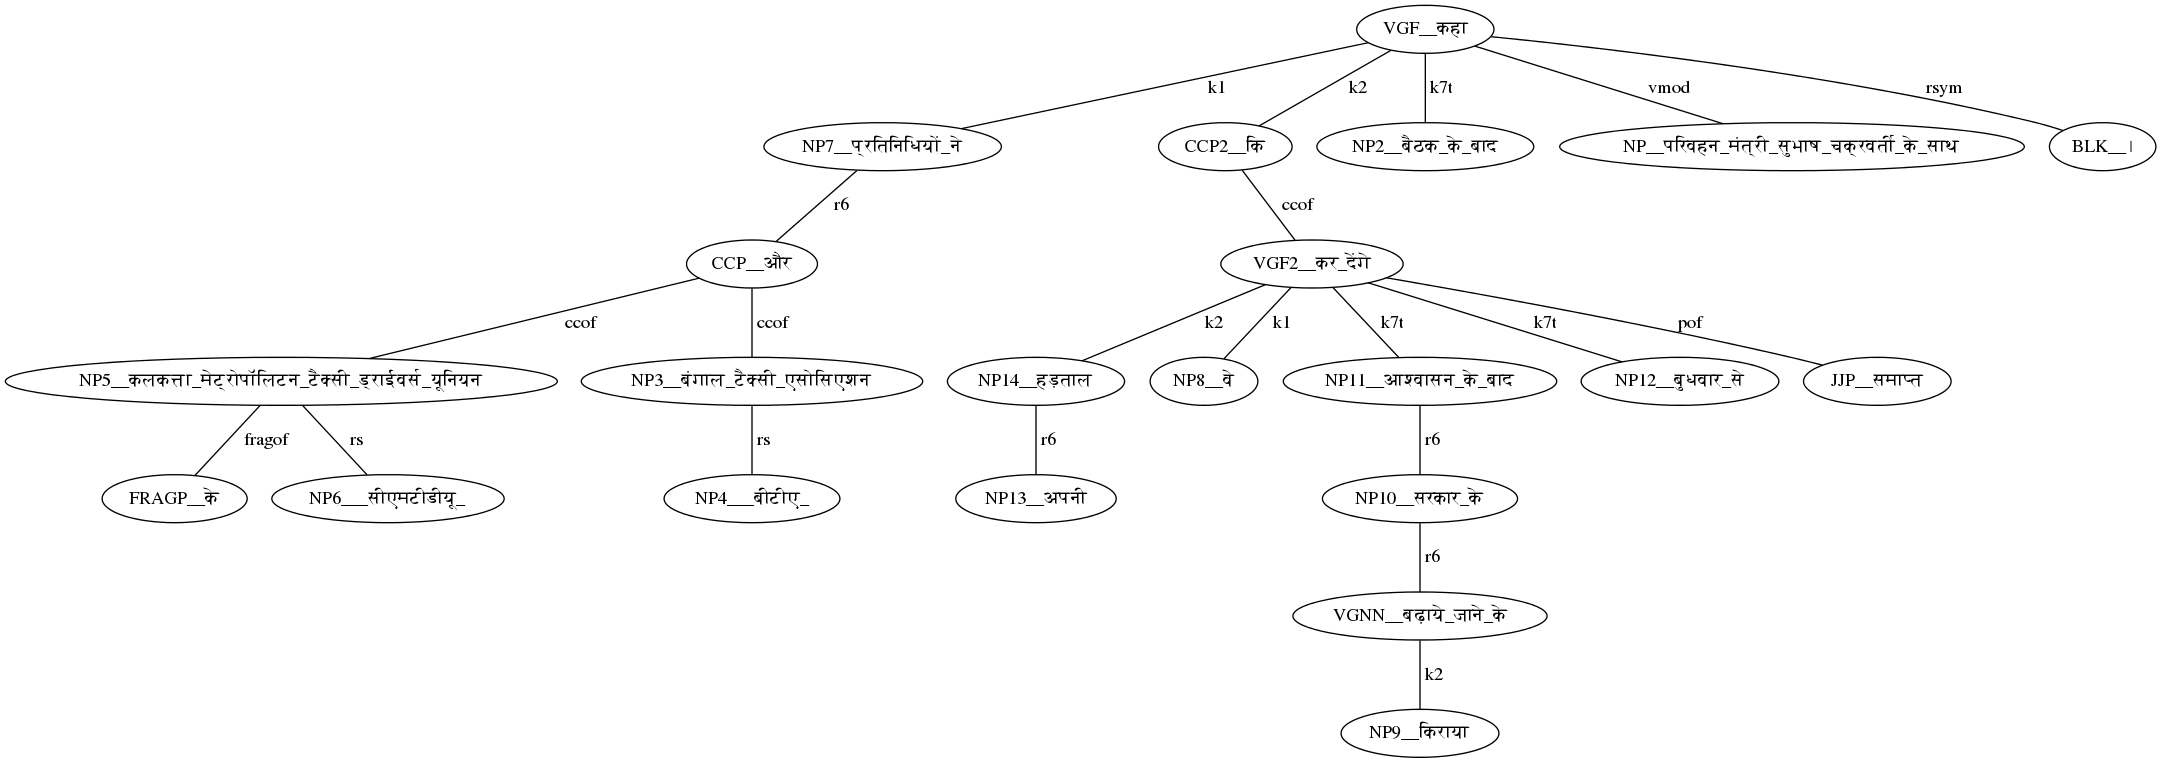 VGF__कहा
k1
k2
k7t
vmod
rsym
NP7__प्रतिनिधियों_ने
CCP2__कि
NP2__बैठक_के_बाद
NP__परिवहन_मंत्री_सुभाष_चक्रवर्ती_के_साथ
BLK__।
r6
ccof
CCP__और
VGF2__कर_देंगे
ccof
ccof
k2
k1
k7t
k7t
pof
NP5__कलकत्ता_मेट्रोपॉलिटन_टैक्सी_ड्राईवर्स_यूनियन
NP3__बंगाल_टैक्सी_एसोसिएशन
NP14__हड़ताल
NP8__वे
NP11__आश्वासन_के_बाद
NP12__बुधवार_से
JJP__समाप्त
fragof
rs
rs
r6
r6
FRAGP__के
NP6___सीएमटीडीयू_
NP4___बीटीए_
NP13__अपनी
NP10__सरकार_के
r6
VGNN__बढ़ाये_जाने_के
k2
NP9__किराया